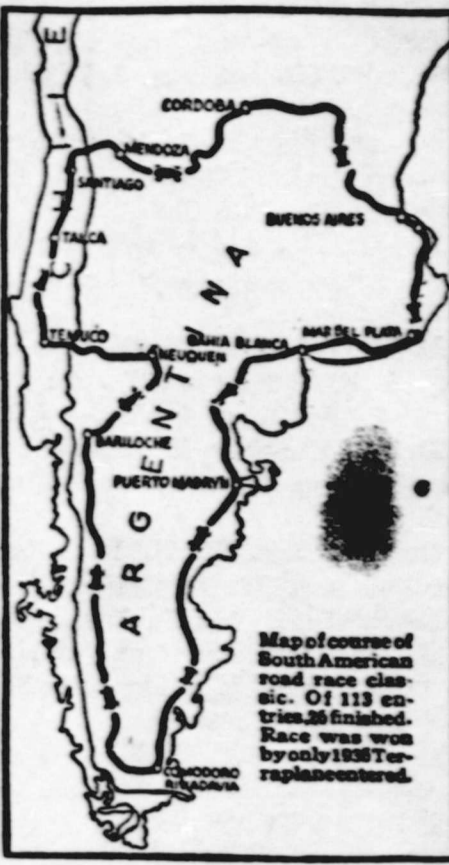 CHILE
CORDOBA
MENDOZA
SANTIAGO
BUENOS AIRES
TALCA
ARGENTINA
TEMUCO
NEUQUEN
BAHIA BLANCA
MAR DEL PLATA
BARILOCHE
PUERTO MADRYN
COMODORO
RIVADAVIA
Map of course of
South American
road race clas-
sic. Of 113 en-
tries, 26 finished.
Race was won
by only 1936 Ter-
raplane entered.